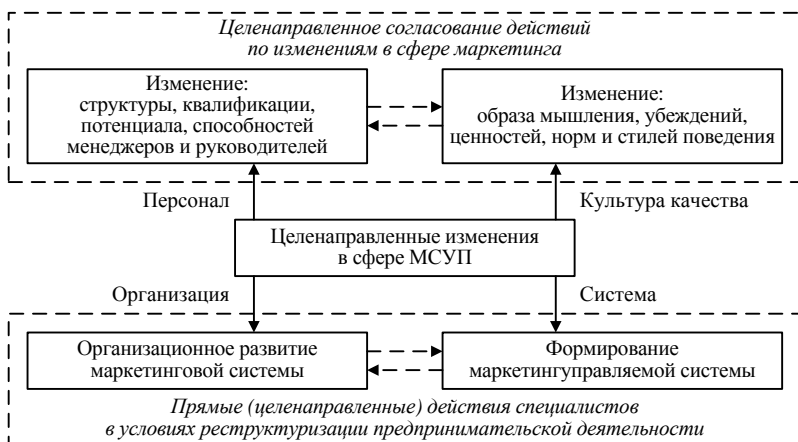 Целенаправленное согласование действий
по изменениям в сфере маркетинга
Изменение:
структуры, квалификации,
потенциала, способностей
менеджеров и руководителей
Изменение:
образа мышления, убеждений,
ценностей, норм и стилей поведения
Персонал
Культура качества
Целенаправленные изменения
в сфере МСУП
Организация
Система
Организационное развитие
маркетинговой системы
Формирование
маркетингуправляемой системы
Прямые (целенаправленные) действия специалистов
в условиях реструктуризации предпринимательской деятельности